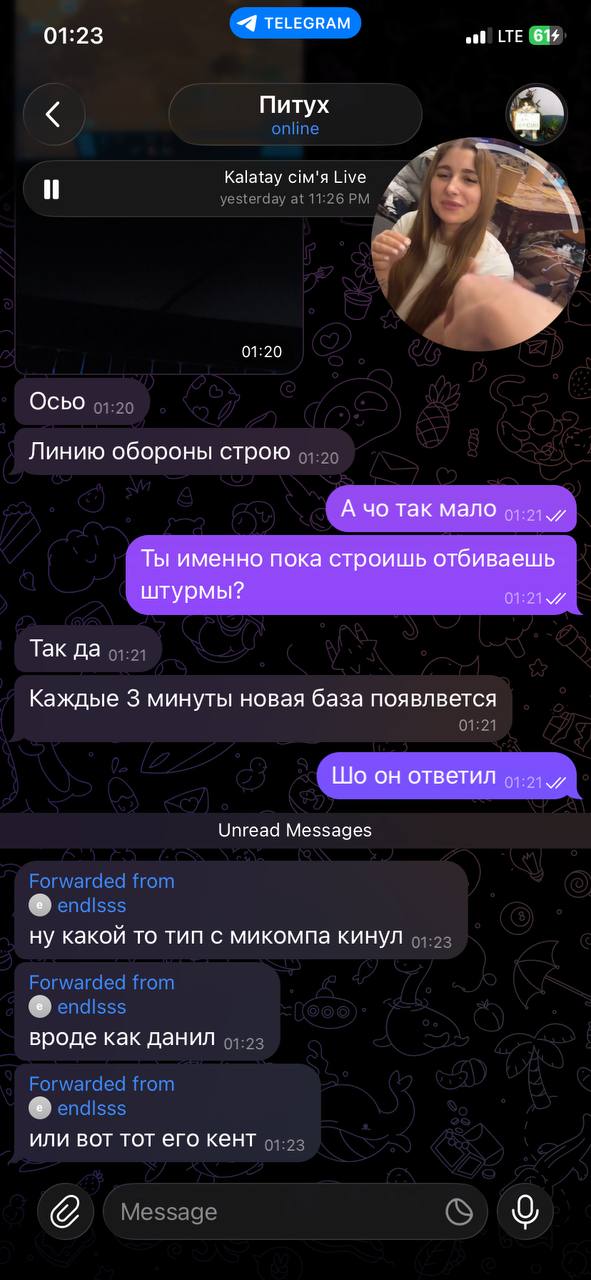 01:23
TELEGRAM
LTE 61
Питух
online
Kalatay сім'я Live
yesterday at 11:26 PM
01:20
Осьо 01:20
Линию обороны строю 01:20
А чо так мало 01:21
Ты именно пока строишь отбиваешь
штурмы? 01:21
Так да 01:21
Каждые 3 минуты новая база появлвется
01:21
Шо он ответил 01:21
Unread Messages
Forwarded from
e endlsss
ну какой то тип с микомпа кинул 01:23
Forwarded from
e endlsss
вроде как данил 01:23
Forwarded from
e endlsss
или вот тот его кент 01:23
Message